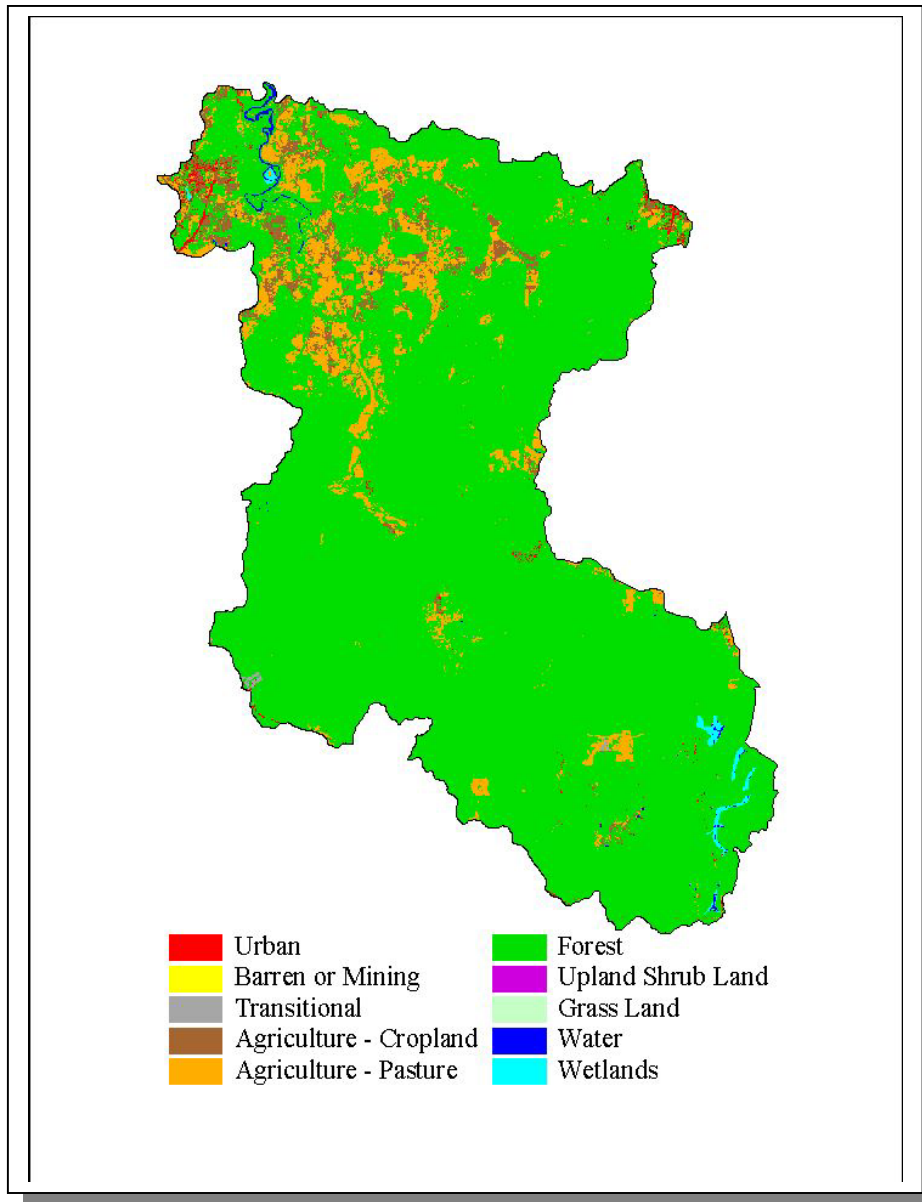 Urban
Barren or Mining
Transitional
Agriculture - Cropland
Agriculture - Pasture
Forest
Upland Shrub Land
Grass Land
Water
Wetlands